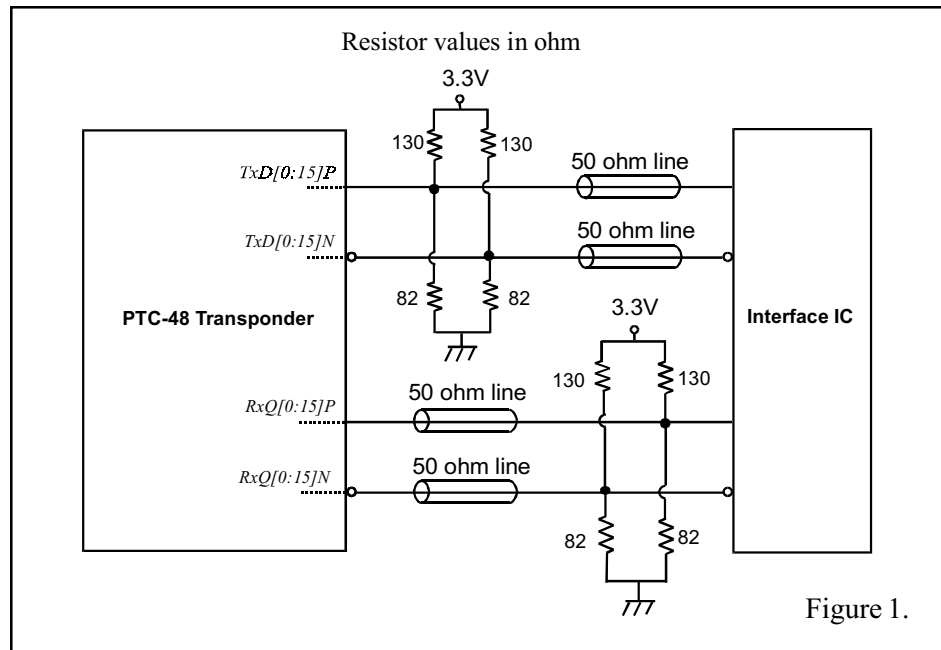 Resistor values in ohm
3.3V
130
130
TxD[0:15]P
50 ohm line
TxD[0:15]N
50 ohm line
82
82
PTC-48 Transponder
3.3V
Interface IC
130
130
RxQ[0:15]P
50 ohm line
RxQ[0:15]N
50 ohm line
82
82
Figure 1.